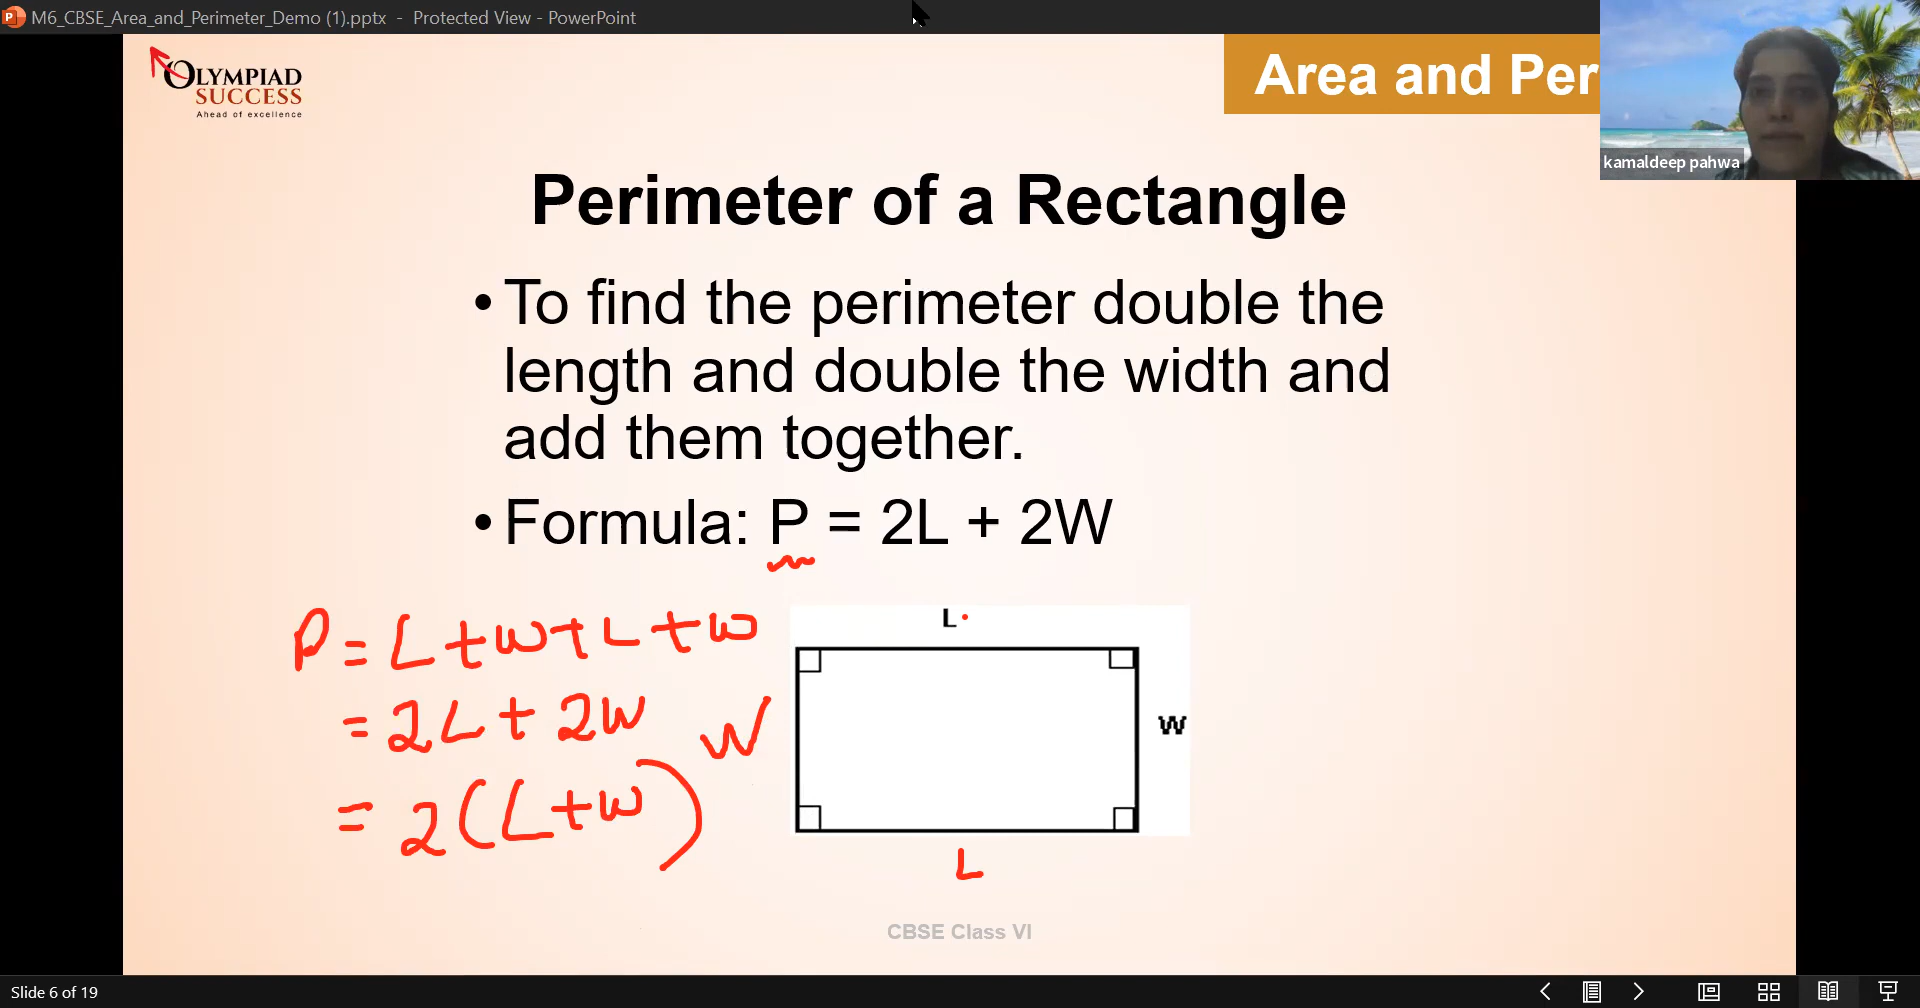 M6_CBSE_Area_and_Perimeter_Demo (1).pptx - Protected View - PowerPoint
OLYMPIAD
SUCCESS
Ahead of excellence
Area and Per
kamaldeep pahwa
Perimeter of a Rectangle
• To find the perimeter double the
length and double the width and
add them together.
• Formula: P = 2L + 2W
P = L + W + L + W
= 2L + 2W
= 2(L + W)
L
W
W
L
CBSE Class VI
Slide 6 of 19